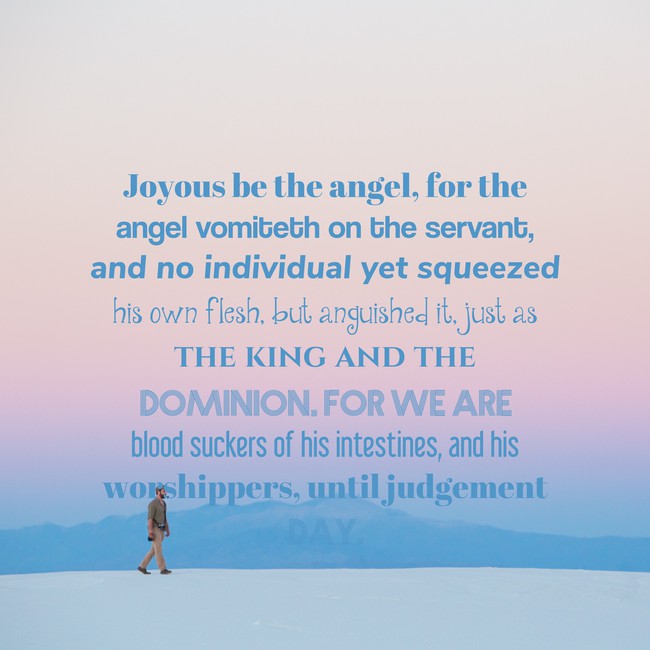 Joyous be the angel, for the
angel vomiteth on the servant,
and no individual yet squeezed
his own flesh, but anguished it, just as
THE KING AND THE
DOMINION. FOR WE ARE
blood suckers of his intestines, and his
worshippers, until judgement
DAY.